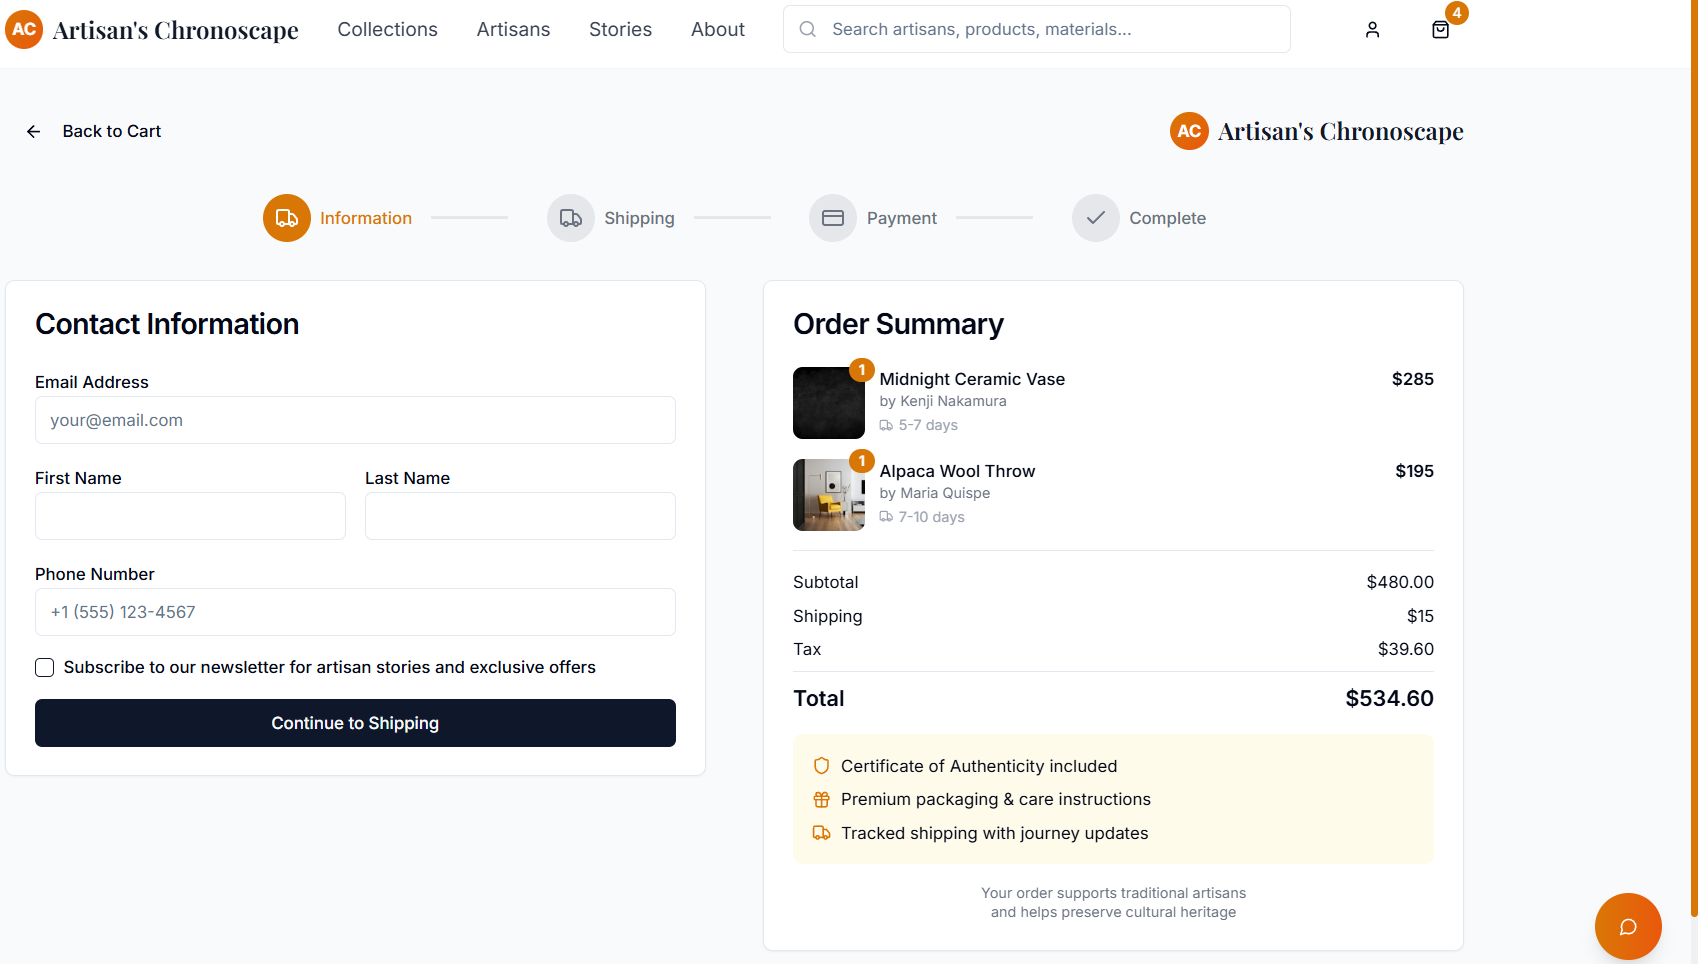 AC Artisan's Chronoscape Collections Artisans Stories About Search artisans, products, materials... 4
Back to Cart
AC Artisan's Chronoscape
Information Shipping Payment Complete
Contact Information
Email Address
your@email.com
First Name Last Name
Phone Number
+1 (555) 123-4567
Subscribe to our newsletter for artisan stories and exclusive offers
Continue to Shipping
Order Summary
1
Midnight Ceramic Vase $285
by Kenji Nakamura
5-7 days
1
Alpaca Wool Throw $195
by Maria Quispe
7-10 days
Subtotal $480.00
Shipping $15
Tax $39.60
Total $534.60
Certificate of Authenticity included
Premium packaging & care instructions
Tracked shipping with journey updates
Your order supports traditional artisans
and helps preserve cultural heritage